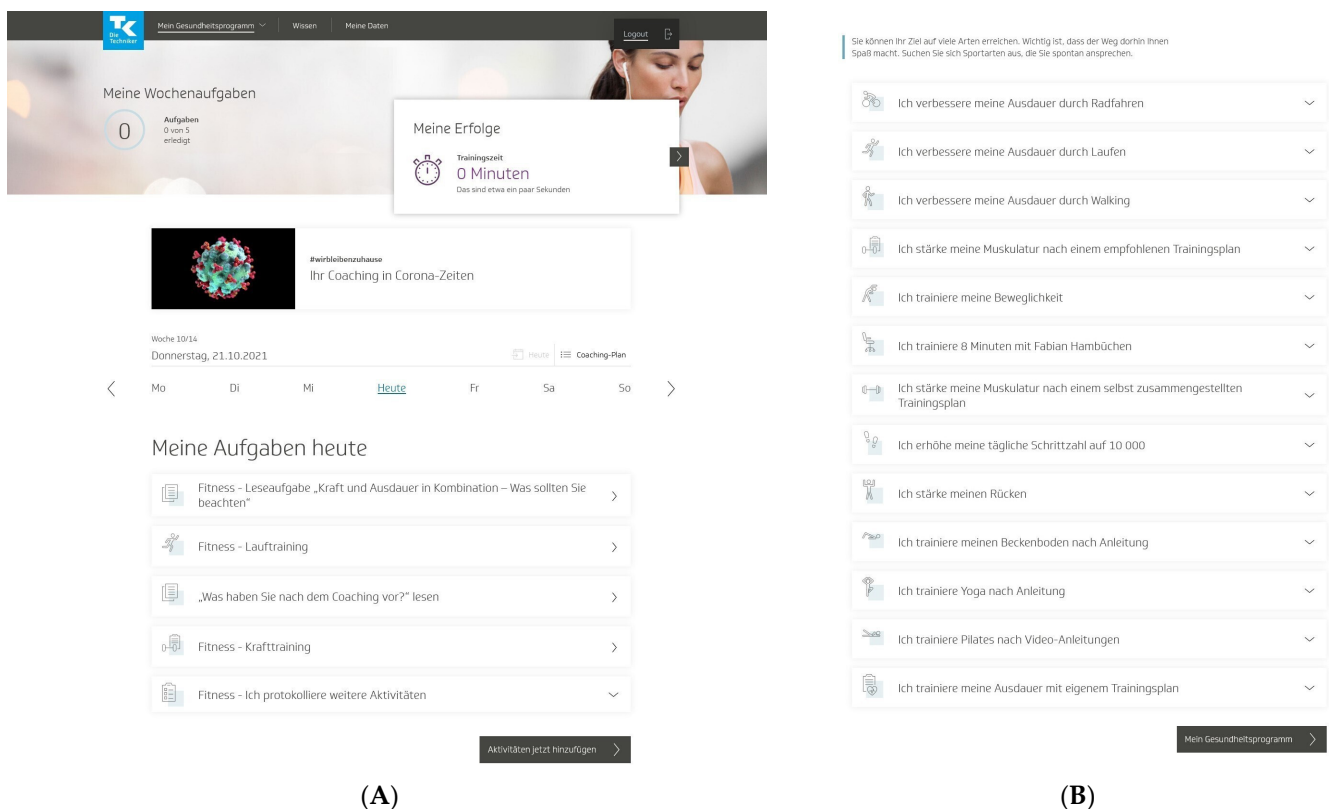 TK
Die
Techniker
Mein Gesundheitsprogramm
Wissen
Meine Daten
Logout
Meine Wochenaufgaben
0
Aufgaben
0 von 5
erledigt
Meine Erfolge
Trainingszeit
0 Minuten
Das sind etwa ein paar Sekunden
#wirbleibenzuhause
Ihr Coaching in Corona-Zeiten
Woche 10/14
Donnerstag, 21.10.2021
Heute
Coaching-Plan
Mo Di Mi Heute Fr Sa So
Meine Aufgaben heute
Fitness - Leseaufgabe „Kraft und Ausdauer in Kombination – Was sollten Sie
beachten“
Fitness - Lauftraining
„Was haben Sie nach dem Coaching vor?“ lesen
Fitness - Krafttraining
Fitness - Ich protokolliere weitere Aktivitäten
Aktivitäten jetzt hinzufügen
(A)
Sie können Ihr Ziel auf viele Arten erreichen. Wichtig ist, dass der Weg dorthin Ihnen
Spaß macht. Suchen Sie sich Sportarten aus, die Sie spontan ansprechen.
Ich verbessere meine Ausdauer durch Radfahren
Ich verbessere meine Ausdauer durch Laufen
Ich verbessere meine Ausdauer durch Walking
Ich stärke meine Muskulatur nach einem empfohlenen Trainingsplan
Ich trainiere meine Beweglichkeit
Ich trainiere 8 Minuten mit Fabian Hambüchen
Ich stärke meine Muskulatur nach einem selbst zusammengestellten
Trainingsplan
Ich erhöhe meine tägliche Schrittzahl auf 10 000
Ich stärke meinen Rücken
Ich trainiere meinen Beckenboden nach Anleitung
Ich trainiere Yoga nach Anleitung
Ich trainiere Pilates nach Video-Anleitungen
Ich trainiere meine Ausdauer mit eigenem Trainingsplan
Mein Gesundheitsprogramm
(B)